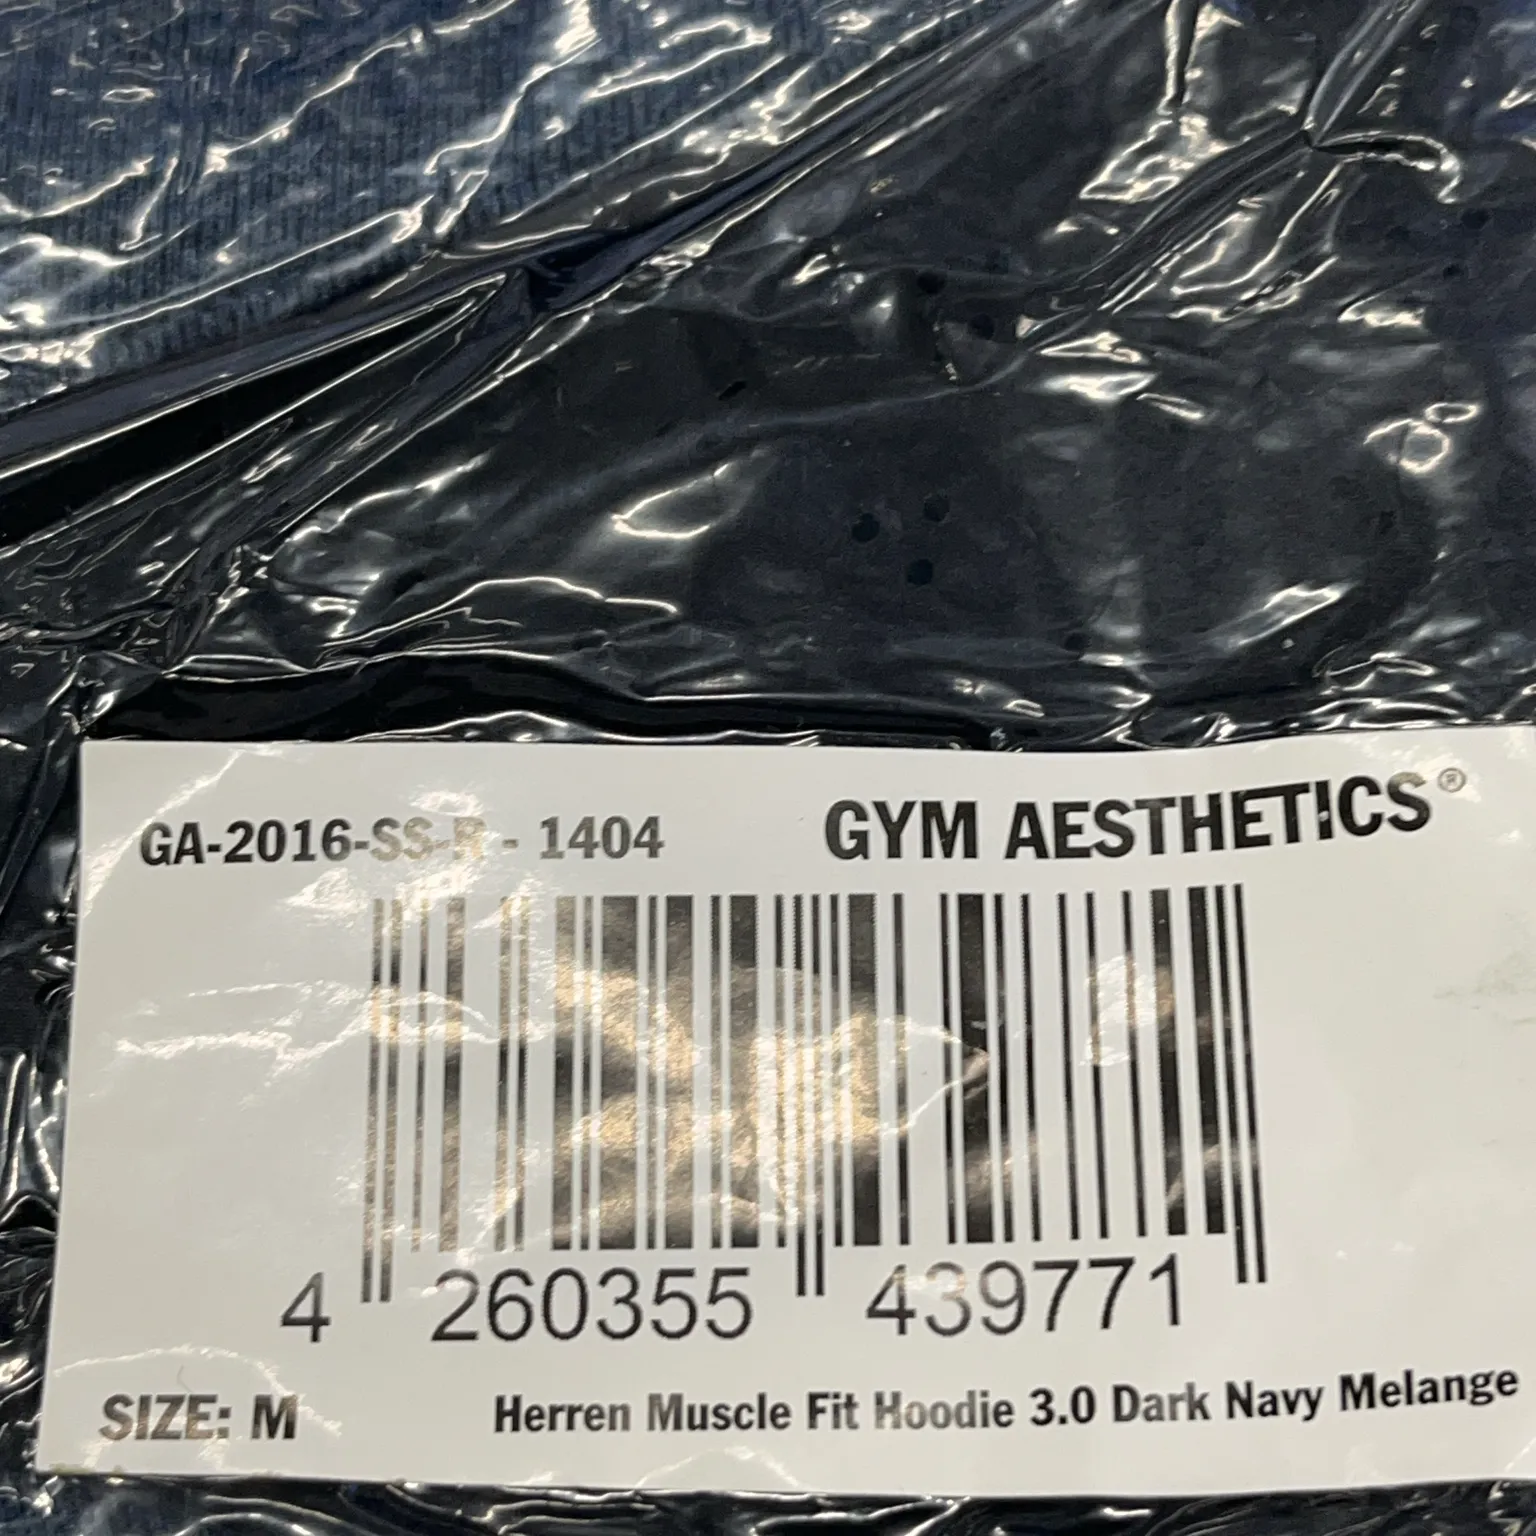 GA-2016-SS-R - 1404 GYM AESTHETICS®
4 260355 439771
SIZE: M Herren Muscle Fit Hoodie 3.0 Dark Navy Melange